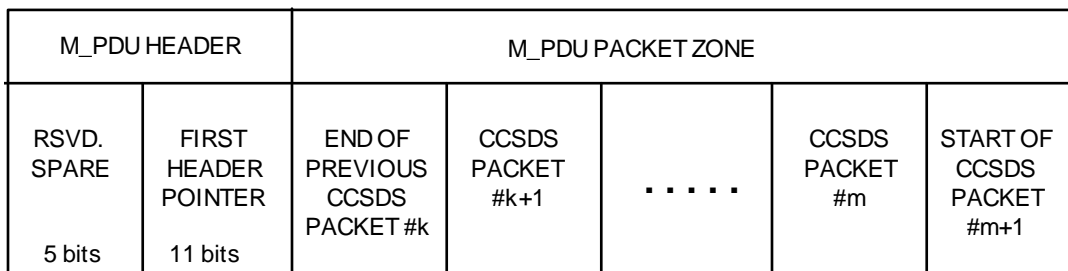 M_PDU HEADER
M_PDU PACKET ZONE
RSVD.
SPARE
5 bits
FIRST
HEADER
POINTER
11 bits
END OF
PREVIOUS
CCSDS
PACKET #k
CCSDS
PACKET
#k+1
.....
CCSDS
PACKET
#m
START OF
CCSDS
PACKET
#m+1